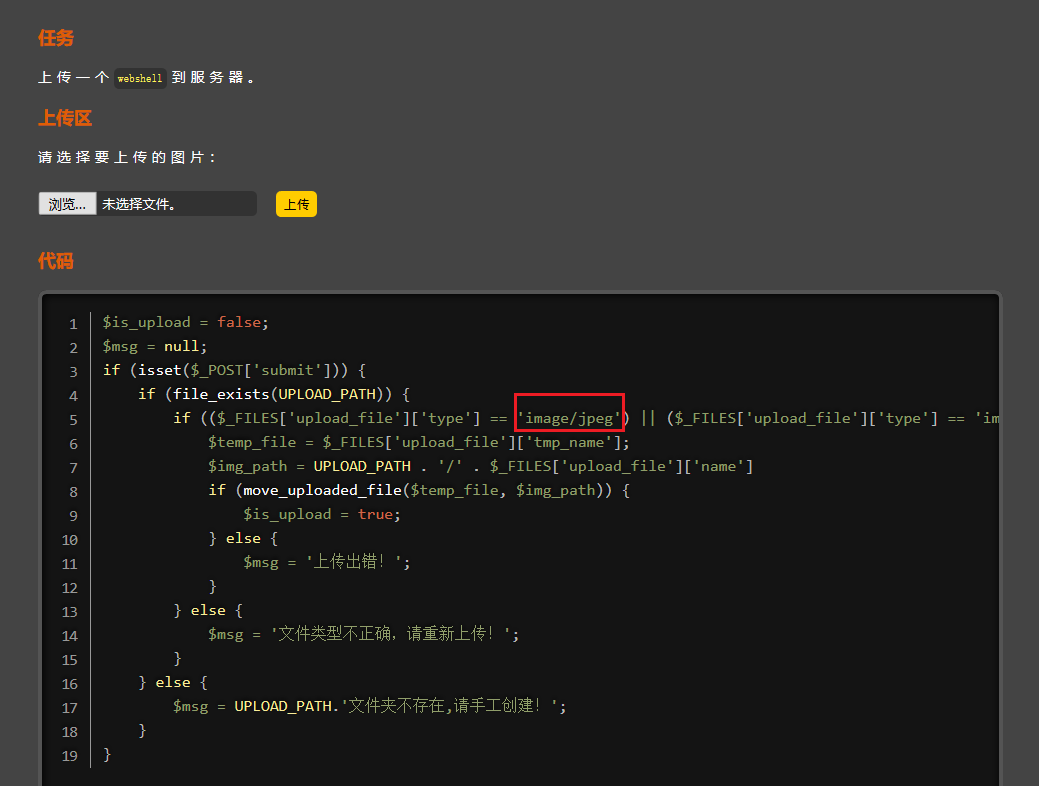 任务
上传一个 webshell 到服务器。
上传区
请选择要上传的图片：
浏览... 未选择文件。 上传
代码
1 $is_upload = false;
2 $msg = null;
3 if (isset($_POST['submit'])) {
4 if (file_exists(UPLOAD_PATH)) {
5 if (($_FILES['upload_file']['type'] == 'image/jpeg') || ($_FILES['upload_file']['type'] == 'im
6 $temp_file = $_FILES['upload_file']['tmp_name'];
7 $img_path = UPLOAD_PATH . '/' . $_FILES['upload_file']['name']
8 if (move_uploaded_file($temp_file, $img_path)) {
9 $is_upload = true;
10 } else {
11 $msg = '上传出错！';
12 }
13 } else {
14 $msg = '文件类型不正确，请重新上传！';
15 }
16 } else {
17 $msg = UPLOAD_PATH.'文件夹不存在,请手工创建！';
18 }
19 }